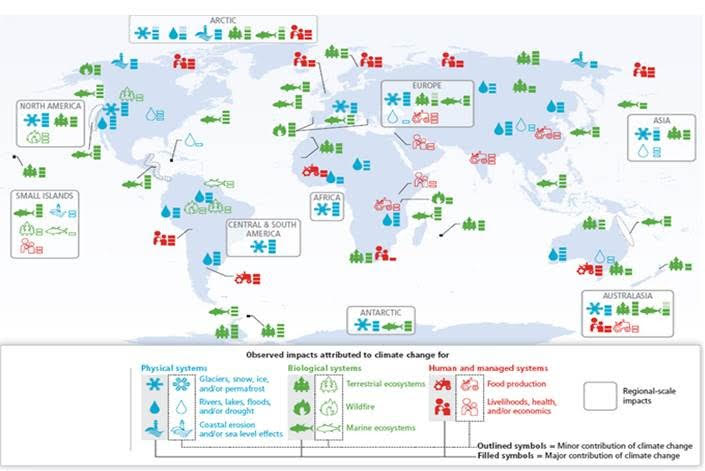 ARCTIC
NORTH AMERICA
EUROPE
ASIA
SMALL ISLANDS
AFRICA
CENTRAL & SOUTH
AMERICA
ANTARCTIC
AUSTRALASIA
Observed impacts attributed to climate change for
Physical systems
Glaciers, snow, ice,
and/or permafrost
Rivers, lakes, floods,
and/or drought
Coastal erosion
and/or sea level effects
Biological systems
Terrestrial ecosystems
Wildfire
Marine ecosystems
Human and managed systems
Food production
Livelihoods, health,
and/or economics
Regional-scale
impacts
Outlined symbols = Minor contribution of climate change
Filled symbols = Major contribution of climate change